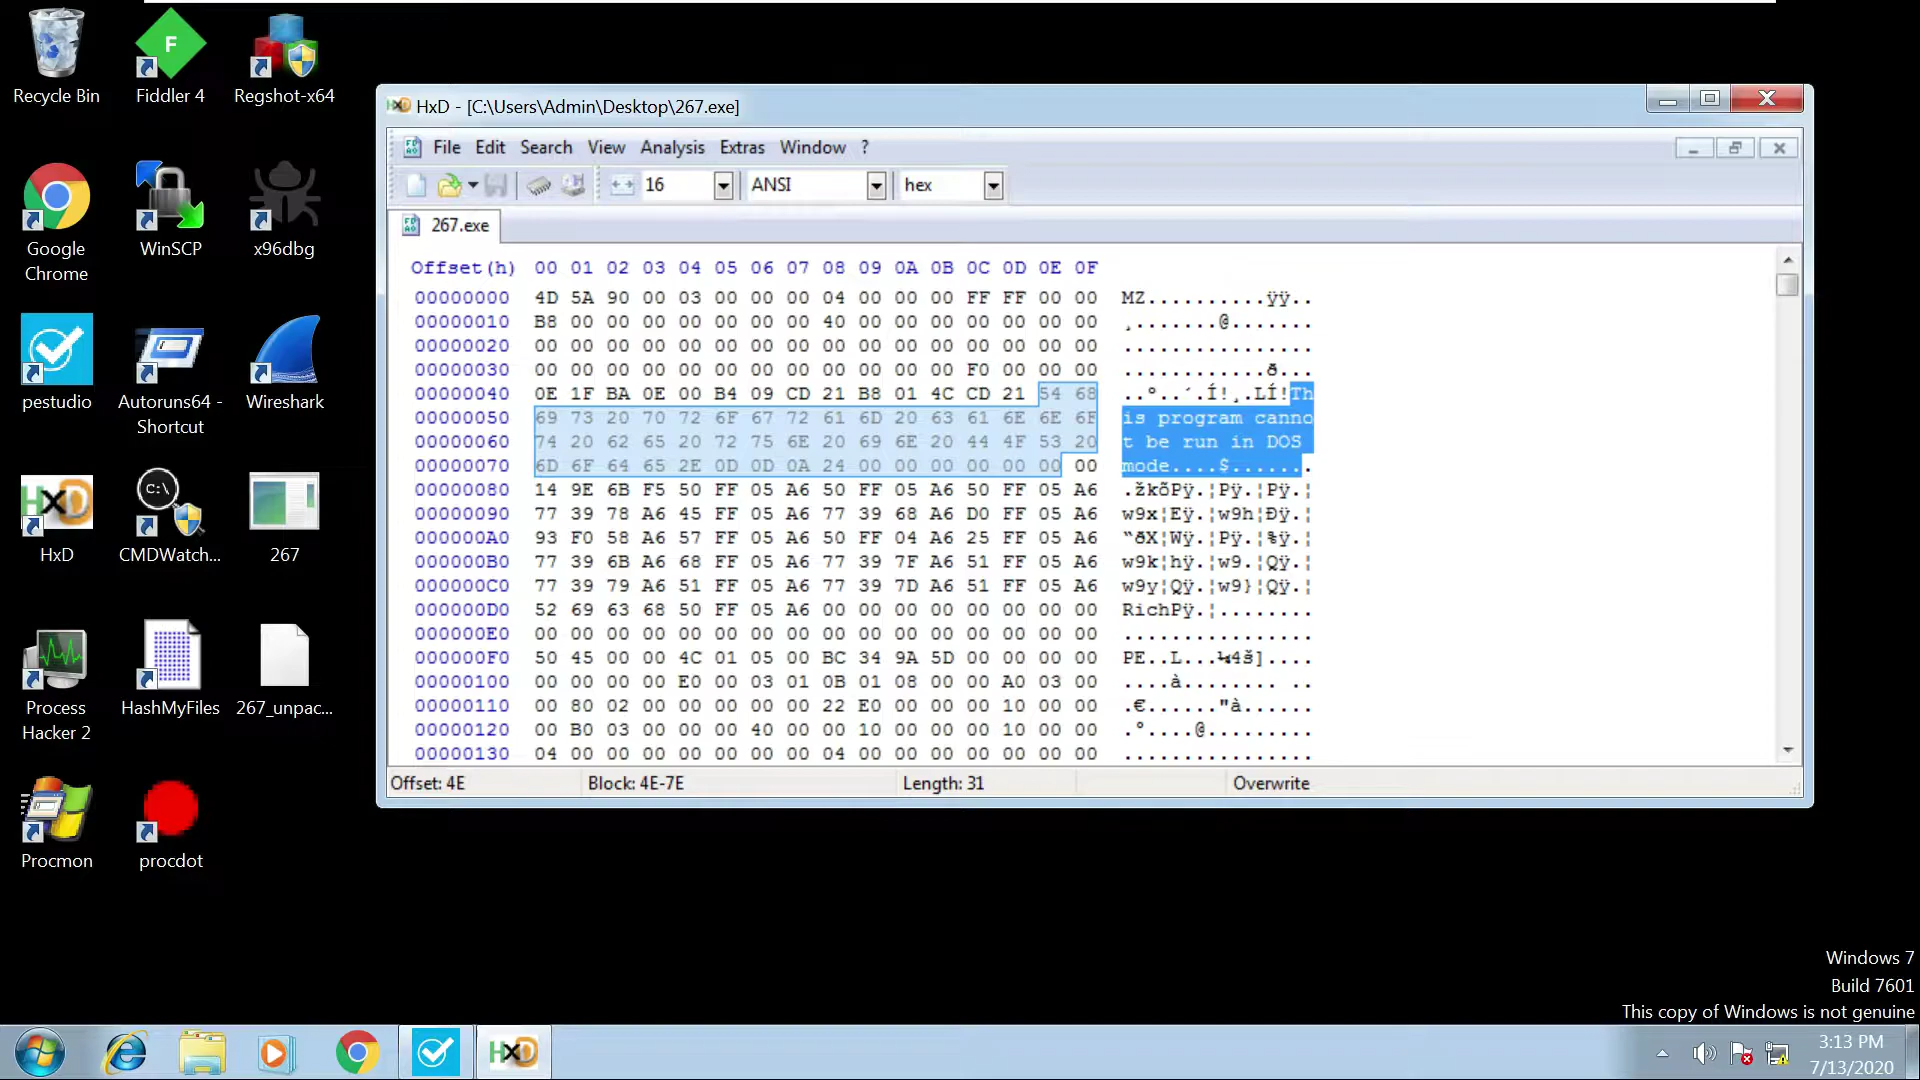 Recycle Bin
Fiddler 4
Regshot-x64
Google Chrome
WinSCP
x96dbg
pestudio
Autoruns64 - Shortcut
Wireshark
HxD
C:\
CMDWatch...
267
Process Hacker 2
HashMyFiles
267_unpac...
Procmon
procdot
HxD - [C:\Users\Admin\Desktop\267.exe]
File Edit Search View Analysis Extras Window ?
16 ANSI hex
267.exe
Offset(h) 00 01 02 03 04 05 06 07 08 09 0A 0B 0C 0D 0E 0F
00000000 4D 5A 90 00 03 00 00 00 04 00 00 00 FF FF 00 00 MZ..........ÿÿ..
00000010 B8 00 00 00 00 00 00 00 40 00 00 00 00 00 00 00 ¸.......@.......
00000020 00 00 00 00 00 00 00 00 00 00 00 00 00 00 00 00 ................
00000030 00 00 00 00 00 00 00 00 00 00 00 00 F0 00 00 00 ............ð...
00000040 0E 1F BA 0E 00 B4 09 CD 21 B8 01 4C CD 21 54 68 ..º..´.Í!¸.LÍ!Th
00000050 69 73 20 70 72 6F 67 72 61 6D 20 63 61 6E 6E 6F is program canno
00000060 74 20 62 65 20 72 75 6E 20 69 6E 20 44 4F 53 20 t be run in DOS
00000070 6D 6F 64 65 2E 0D 0D 0A 24 00 00 00 00 00 00 00 mode....$.......
00000080 14 9E 6B F5 50 FF 05 A6 50 FF 05 A6 50 FF 05 A6 .žkõPÿ.¦Pÿ.¦Pÿ.¦
00000090 77 39 78 A6 45 FF 05 A6 77 39 68 A6 D0 FF 05 A6 w9x¦Eÿ.¦w9h¦Ðÿ.¦
000000A0 93 F0 58 A6 57 FF 05 A6 50 FF 04 A6 25 FF 05 A6 “ðX¦Wÿ.¦Pÿ.¦%ÿ.¦
000000B0 77 39 6B A6 68 FF 05 A6 77 39 7F A6 51 FF 05 A6 w9k¦hÿ.¦w9.¦Qÿ.¦
000000C0 77 39 79 A6 51 FF 05 A6 77 39 7D A6 51 FF 05 A6 w9y¦Qÿ.¦w9}¦Qÿ.¦
000000D0 52 69 63 68 50 FF 05 A6 00 00 00 00 00 00 00 00 RichPÿ.¦........
000000E0 00 00 00 00 00 00 00 00 00 00 00 00 00 00 00 00 ................
000000F0 50 45 00 00 4C 01 05 00 BC 34 9A 5D 00 00 00 00 PE..L...¼4š]....
00000100 00 00 00 00 E0 00 03 01 0B 01 08 00 00 A0 03 00 ....à........ ..
00000110 00 80 02 00 00 00 00 00 22 E0 00 00 00 10 00 00 .€......"à......
00000120 00 B0 03 00 00 00 40 00 00 10 00 00 00 10 00 00 .°....@.........
00000130 04 00 00 00 00 00 00 00 04 00 00 00 00 00 00 00 ................
Offset: 4E Block: 4E-7E Length: 31 Overwrite
Windows 7
Build 7601
This copy of Windows is not genuine
3:13 PM
7/13/2020